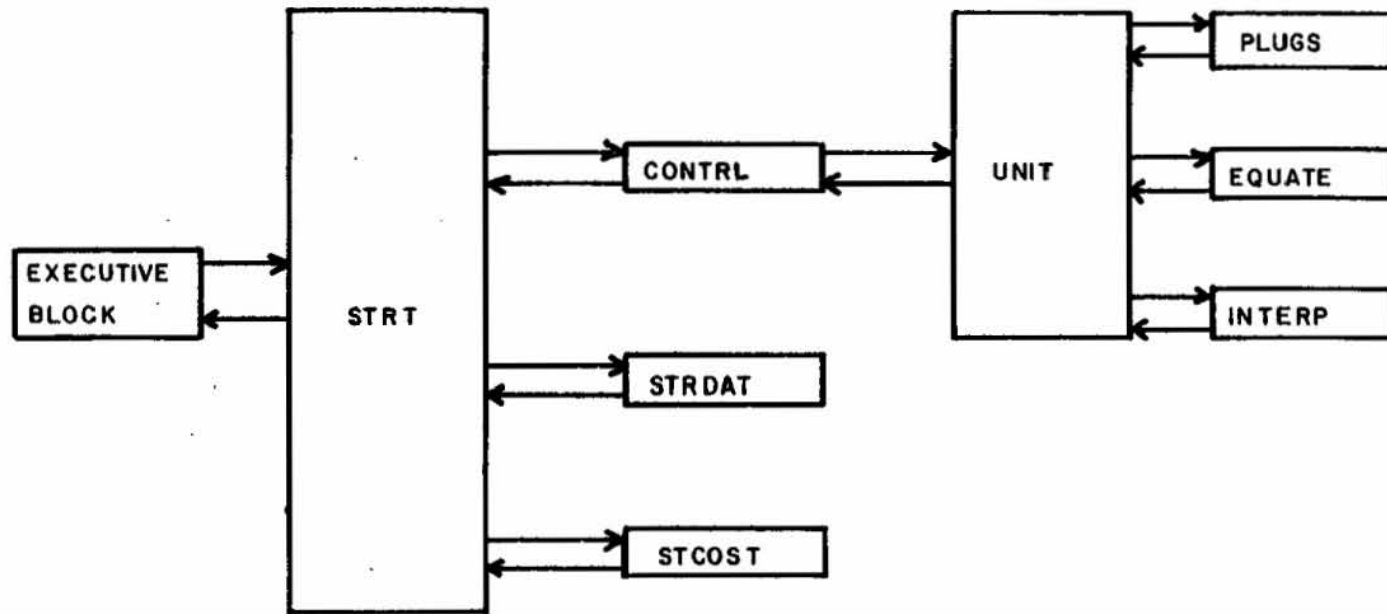 EXECUTIVE
BLOCK
STRT
CONTRL
STRDAT
STCOST
UNIT
PLUGS
EQUATE
INTERP